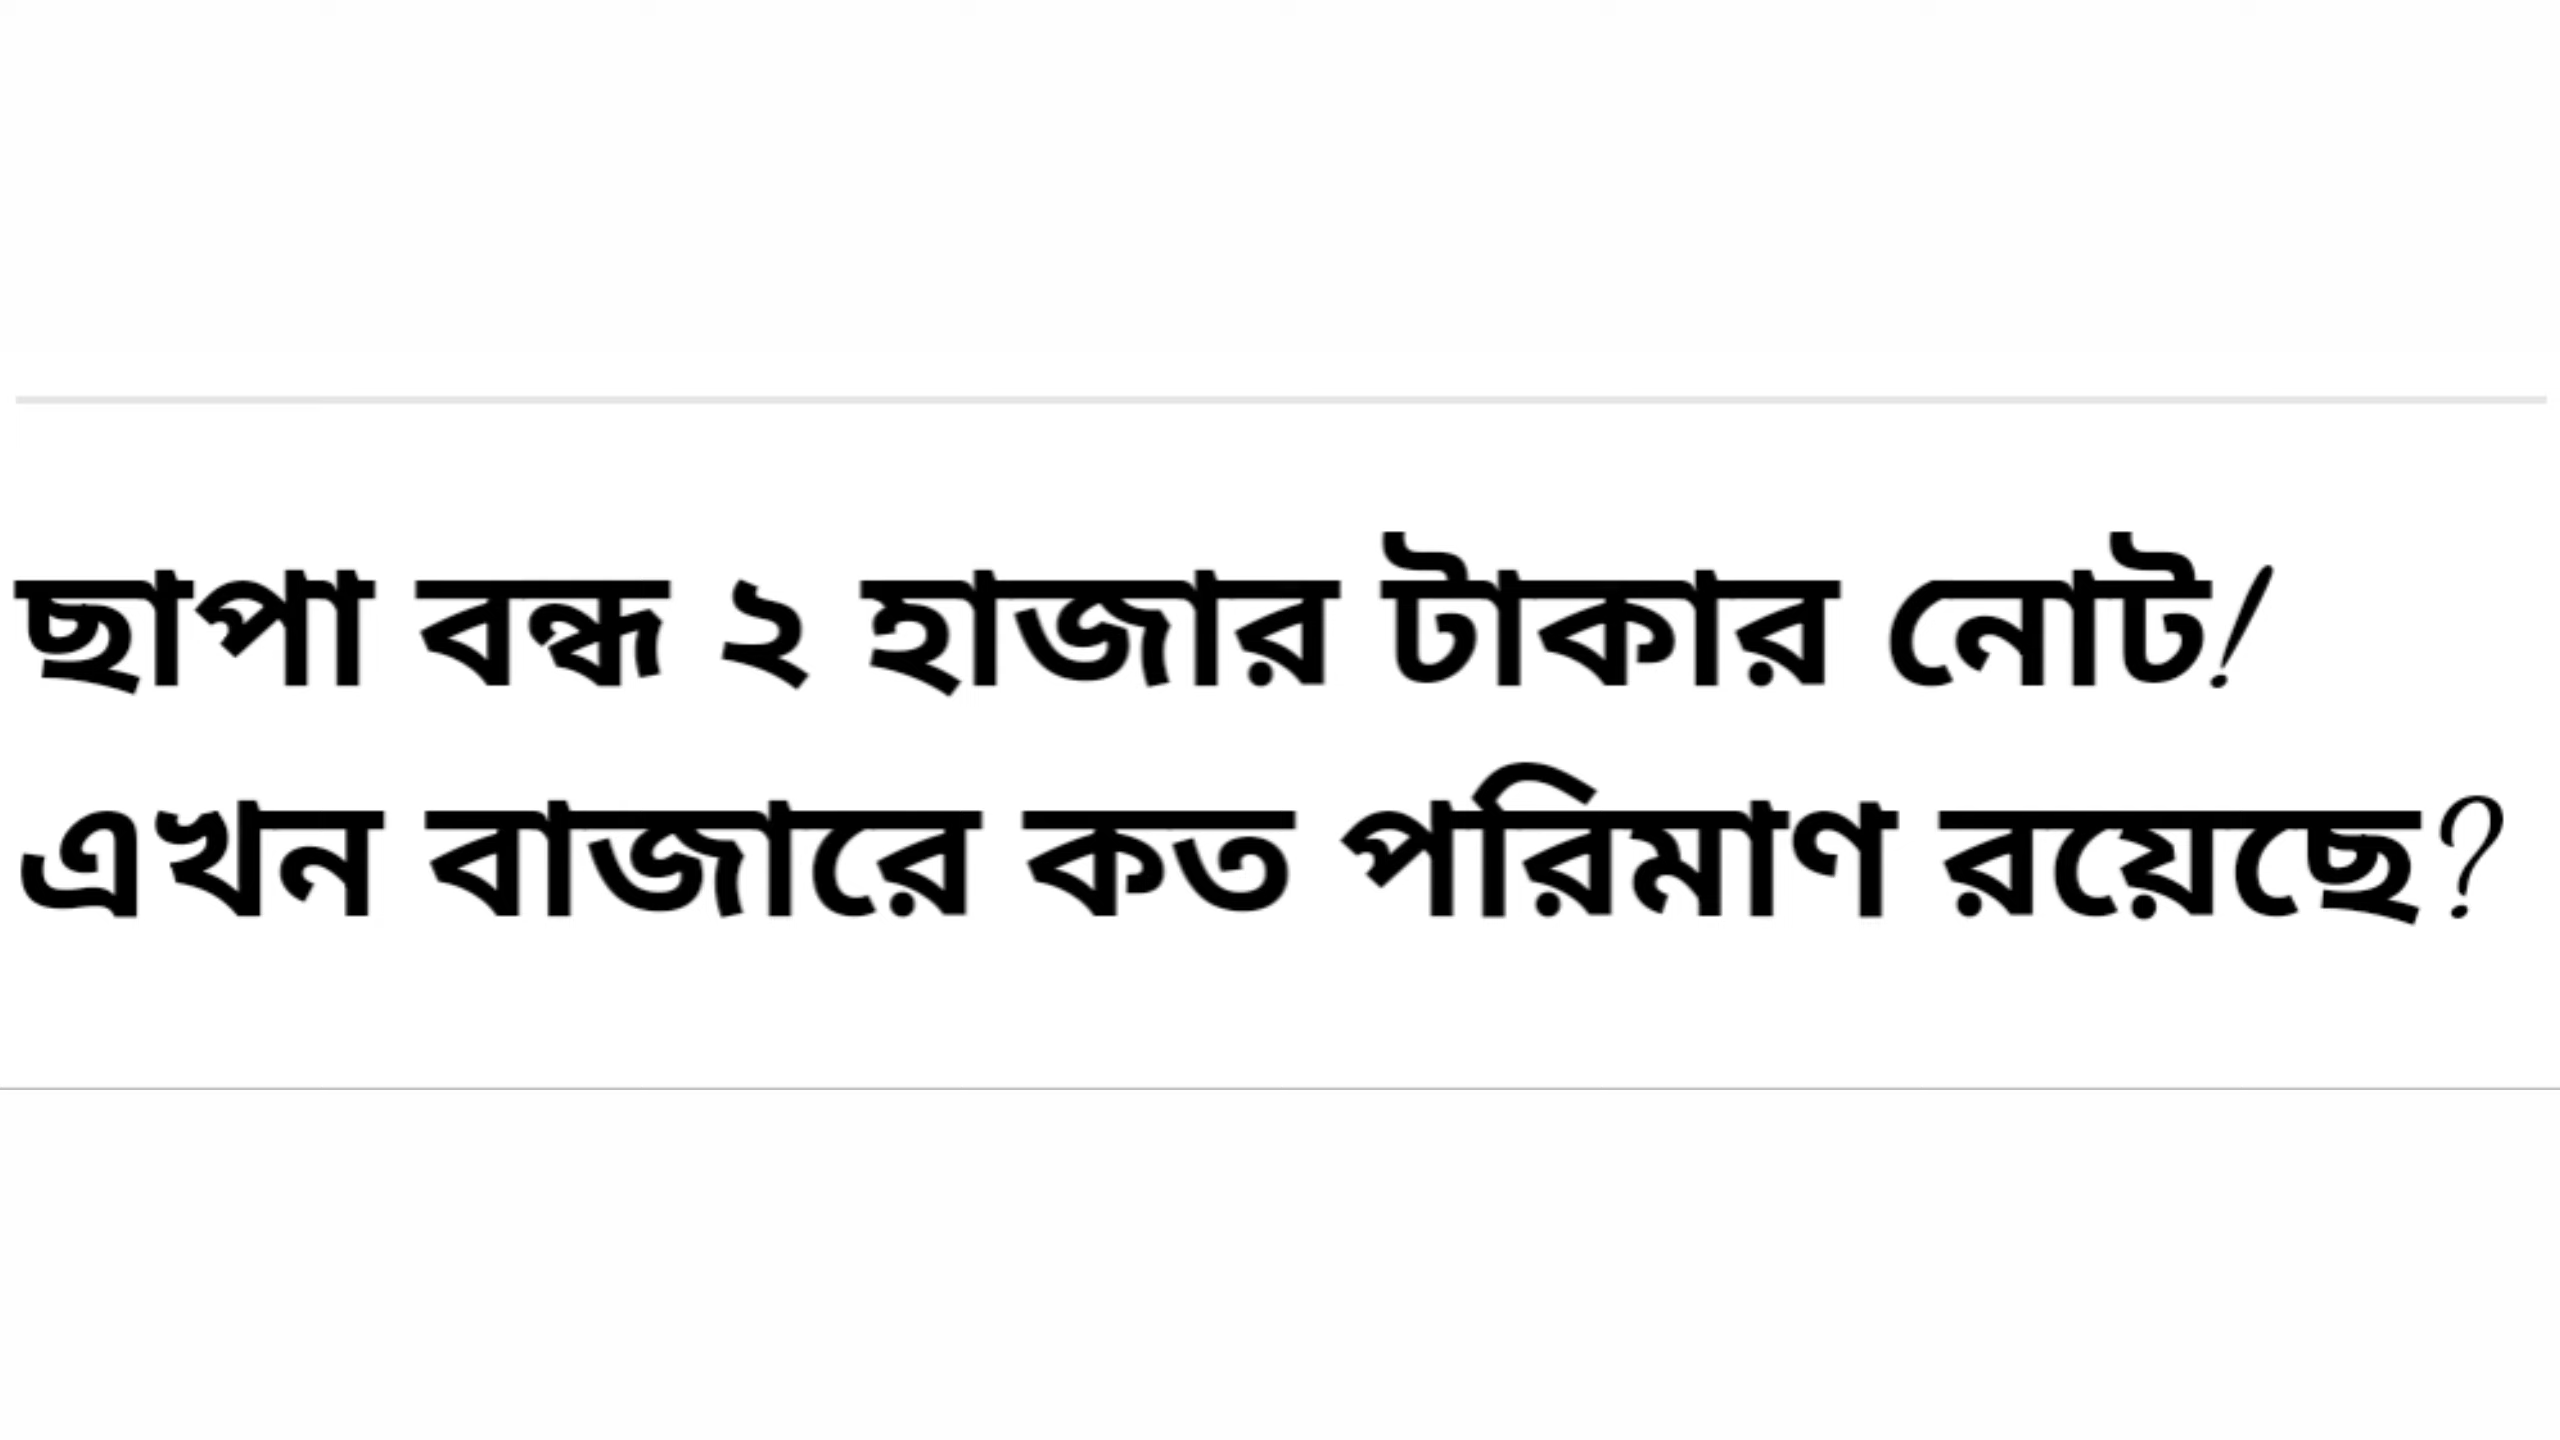 ছাপা বন্ধ ২ হাজার টাকার নোট!
এখন বাজারে কত পরিমাণ রয়েছে?